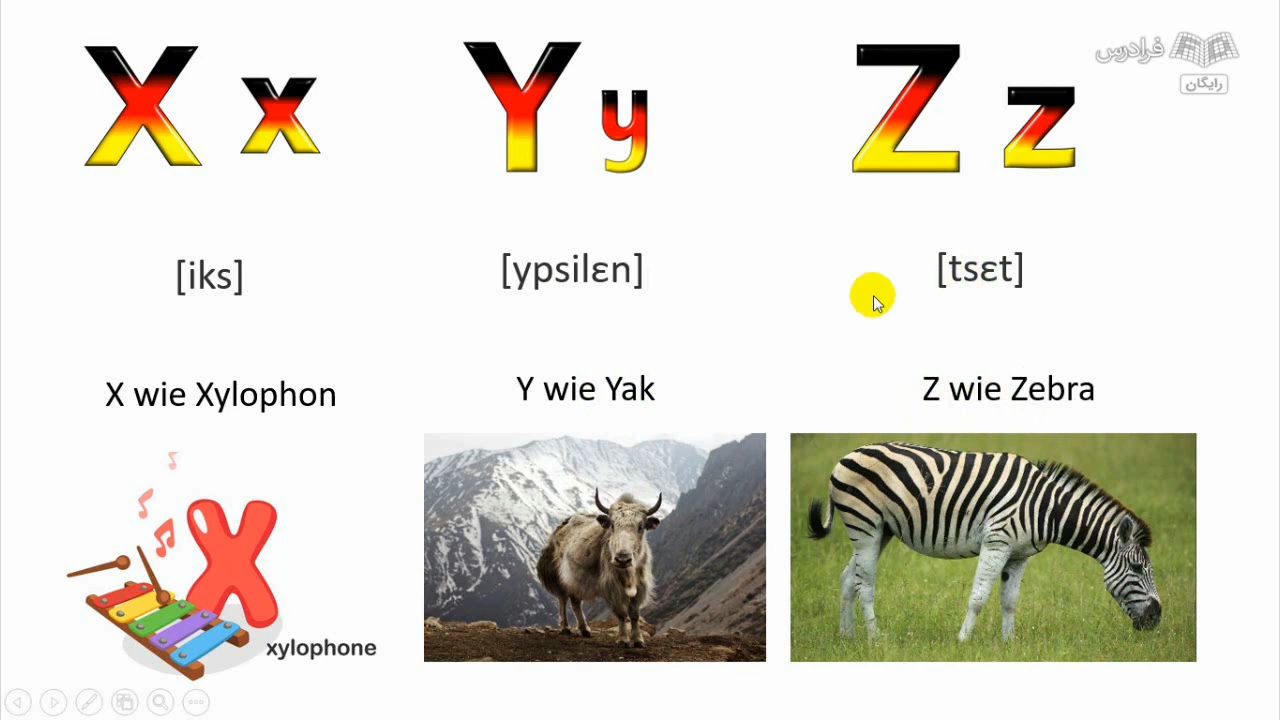 X x Y y Z z
فرادرس
رایگان
[iks] [ypsilɛn] [tsɛt]
X wie Xylophon Y wie Yak Z wie Zebra
X
xylophone